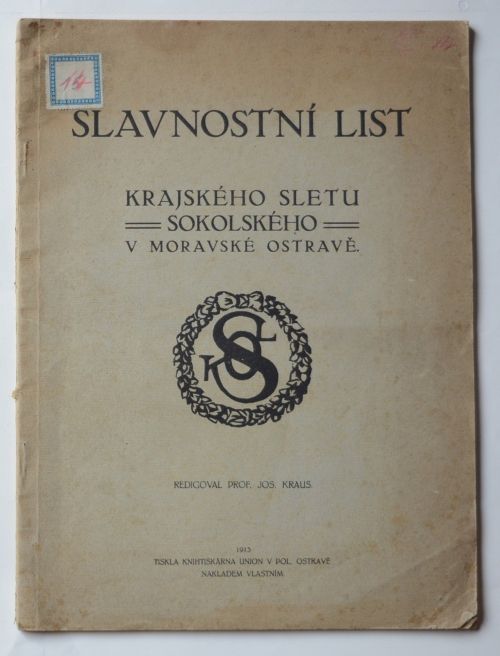 SLAVNOSTNÍ LIST
KRAJSKÉHO SLETU
SOKOLSKÉHO
V MORAVSKÉ OSTRAVĚ.
SOKOL
REDIGOVAL PROF. JOS. KRAUS.
1913
TISKLA KNIHTISKÁRNA UNION V POL. OSTRAVĚ
NÁKLADEM VLASTNÍM